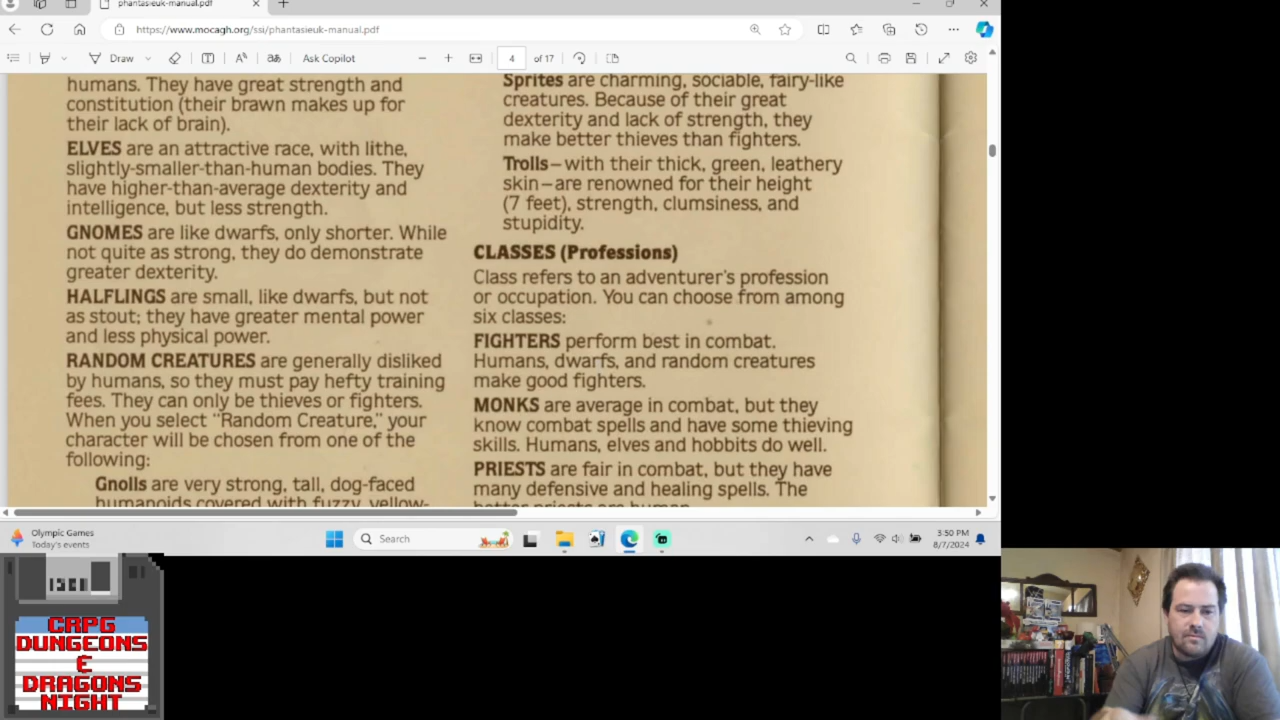 phantasieuk-manual.pdf
https://www.mocagh.org/ssi/phantasieuk-manual.pdf
Draw
Ask Copilot
4 of 17
humans. They have great strength and
constitution (their brawn makes up for
their lack of brain).
ELVES are an attractive race, with lithe,
slightly-smaller-than-human bodies. They
have higher-than-average dexterity and
intelligence, but less strength.
GNOMES are like dwarfs, only shorter. While
not quite as strong, they do demonstrate
greater dexterity.
HALFLINGS are small, like dwarfs, but not
as stout; they have greater mental power
and less physical power.
RANDOM CREATURES are generally disliked
by humans, so they must pay hefty training
fees. They can only be thieves or fighters.
When you select “Random Creature,” your
character will be chosen from one of the
following:
Gnolls are very strong, tall, dog-faced
humanoids covered with fuzzy, yellow-
Sprites are charming, sociable, fairy-like
creatures. Because of their great
dexterity and lack of strength, they
make better thieves than fighters.
Trolls–with their thick, green, leathery
skin–are renowned for their height
(7 feet), strength, clumsiness, and
stupidity.
CLASSES (Professions)
Class refers to an adventurer's profession
or occupation. You can choose from among
six classes:
FIGHTERS perform best in combat.
Humans, dwarfs, and random creatures
make good fighters.
MONKS are average in combat, but they
know combat spells and have some thieving
skills. Humans, elves and hobbits do well.
PRIESTS are fair in combat, but they have
many defensive and healing spells. The
better priests are human.
Olympic Games
Today's events
Search
3:50 PM
8/7/2024
CRPG
DUNGEONS
&
DRAGONS
NIGHT